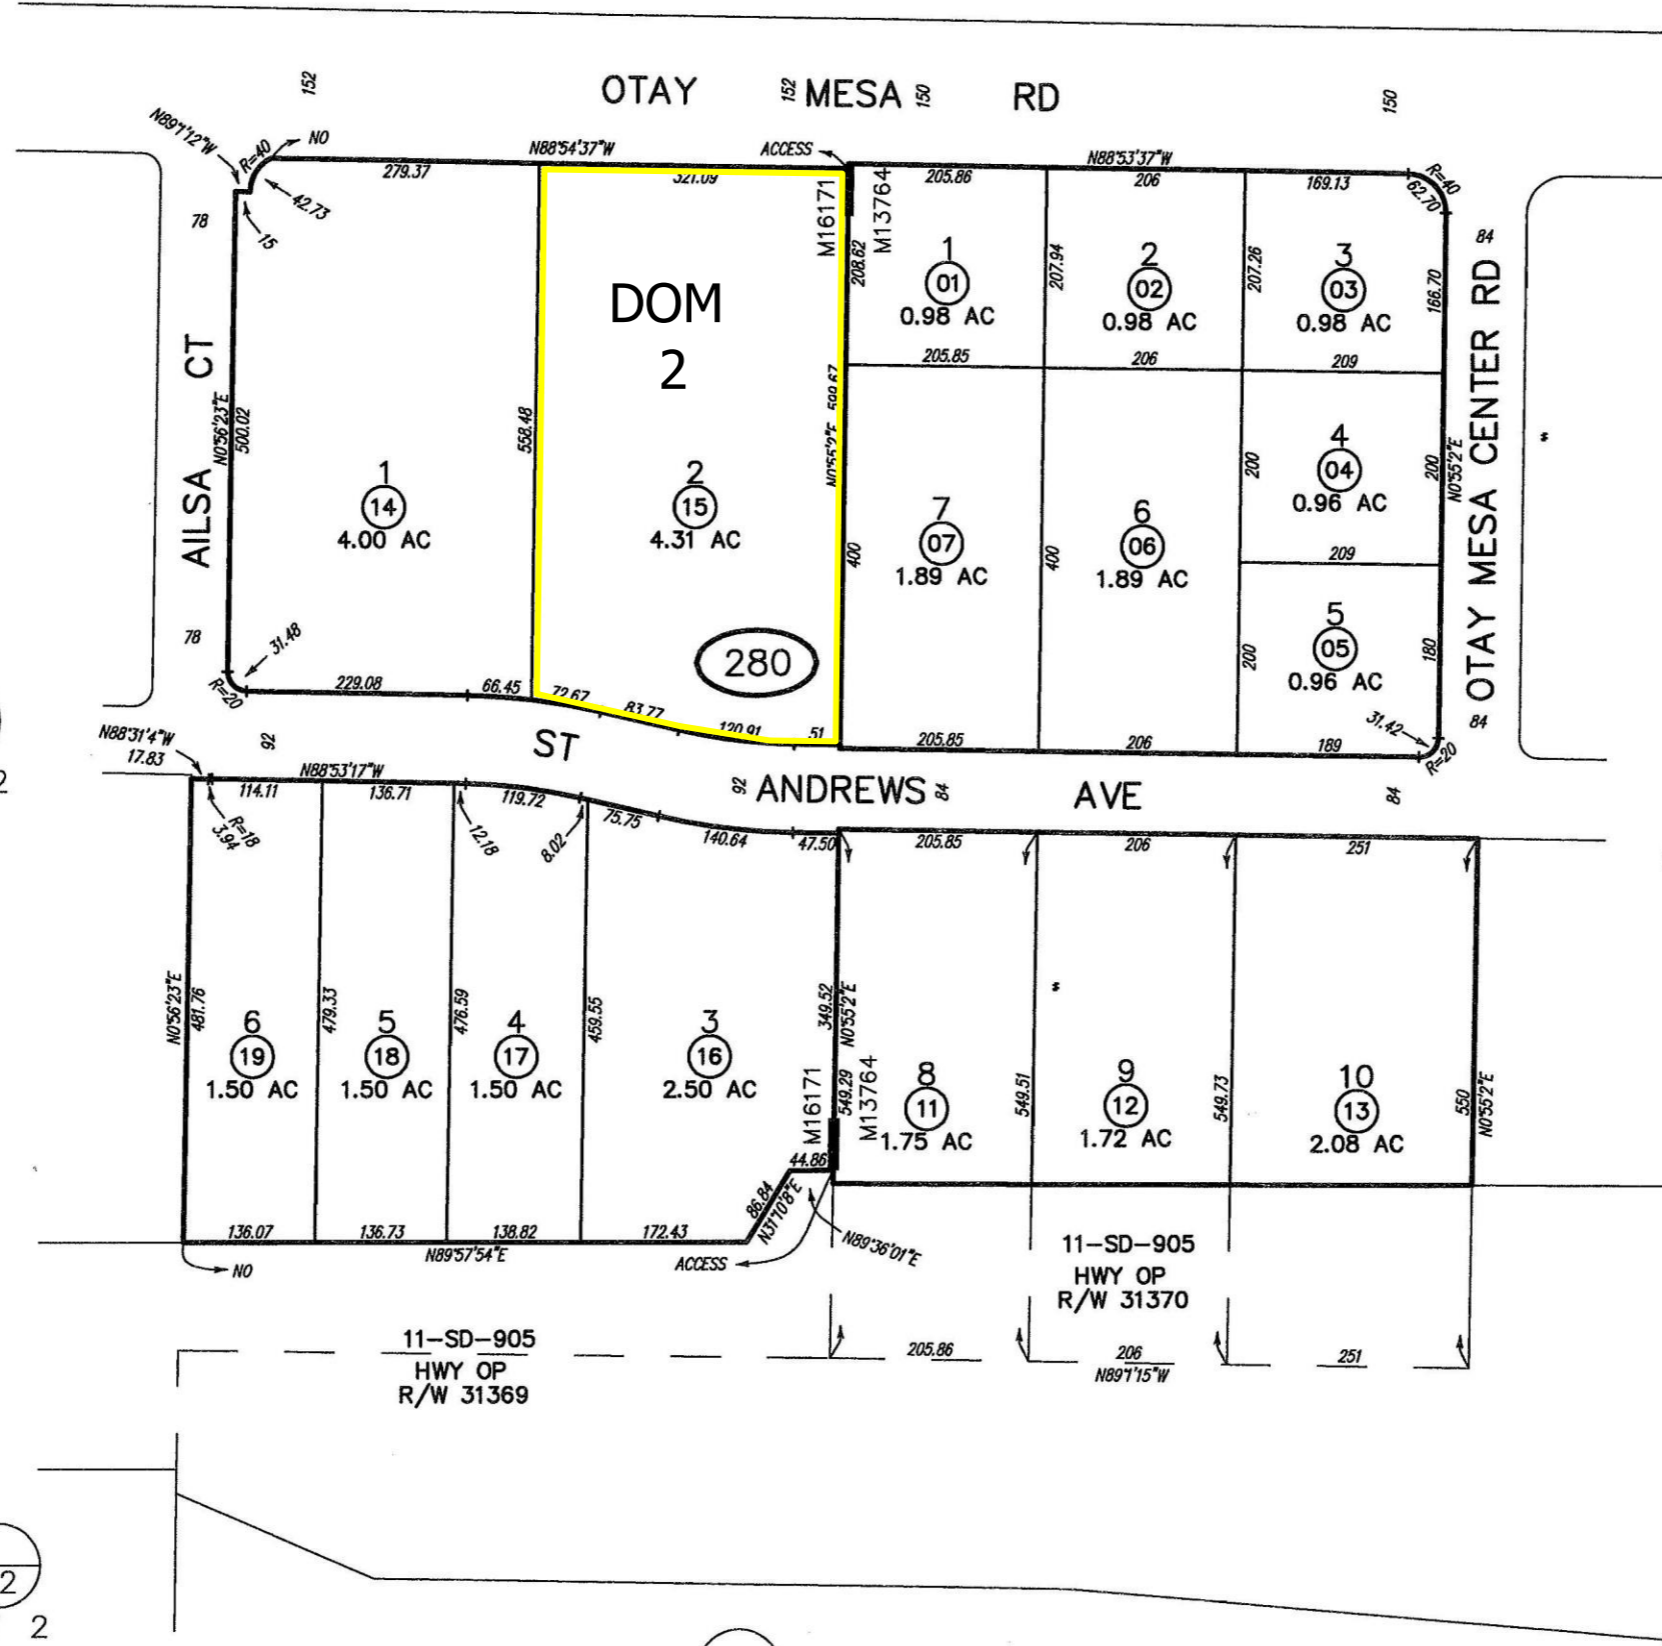 152
OTAY
152
MESA
150
RD
150
N89°1'12"W
R=40
NO
N88°54'37"W
ACCESS
N88°53'37"W
R=40
279.37
321.09
205.86
206
169.13
62.70
42.73
15
78
M16171
M13764
84
208.62
207.94
207.26
166.70
DOM
2
1
01
0.98 AC
2
02
0.98 AC
3
03
0.98 AC
205.85
206
209
AILSA CT
N0°56'23"E
500.02
558.48
N0°55'2"E 599.67
1
14
4.00 AC
2
15
4.31 AC
7
07
1.89 AC
6
06
1.89 AC
4
04
0.96 AC
400
400
200
200
N0°55'2"E
OTAY MESA CENTER RD
209
5
05
0.96 AC
200
180
280
78
31.48
R=20
229.08
66.45
72.67
83.77
120.91
51
205.85
206
189
31.42
R=20
84
N88°31'4"W
17.83
92
ST
92
ANDREWS
84
AVE
84
N88°53'17"W
114.11
136.71
119.72
75.75
140.64
47.50
205.85
206
251
R=18
3.94
12.18
8.02
N0°56'23"E
481.76
479.33
476.59
459.55
349.52
N0°55'2"E
6
19
1.50 AC
5
18
1.50 AC
4
17
1.50 AC
3
16
2.50 AC
M16171
549.29
M13764
8
11
1.75 AC
549.51
9
12
1.72 AC
549.73
10
13
2.08 AC
550
N0°55'2"E
44.86
86.84
N31°10'8"E
N89°36'01"E
136.07
136.73
138.82
172.43
N89°57'54"E
NO
ACCESS
11-SD-905
HWY OP
R/W 31370
11-SD-905
HWY OP
R/W 31369
205.86
206
251
N89°1'15"W
2
2
2